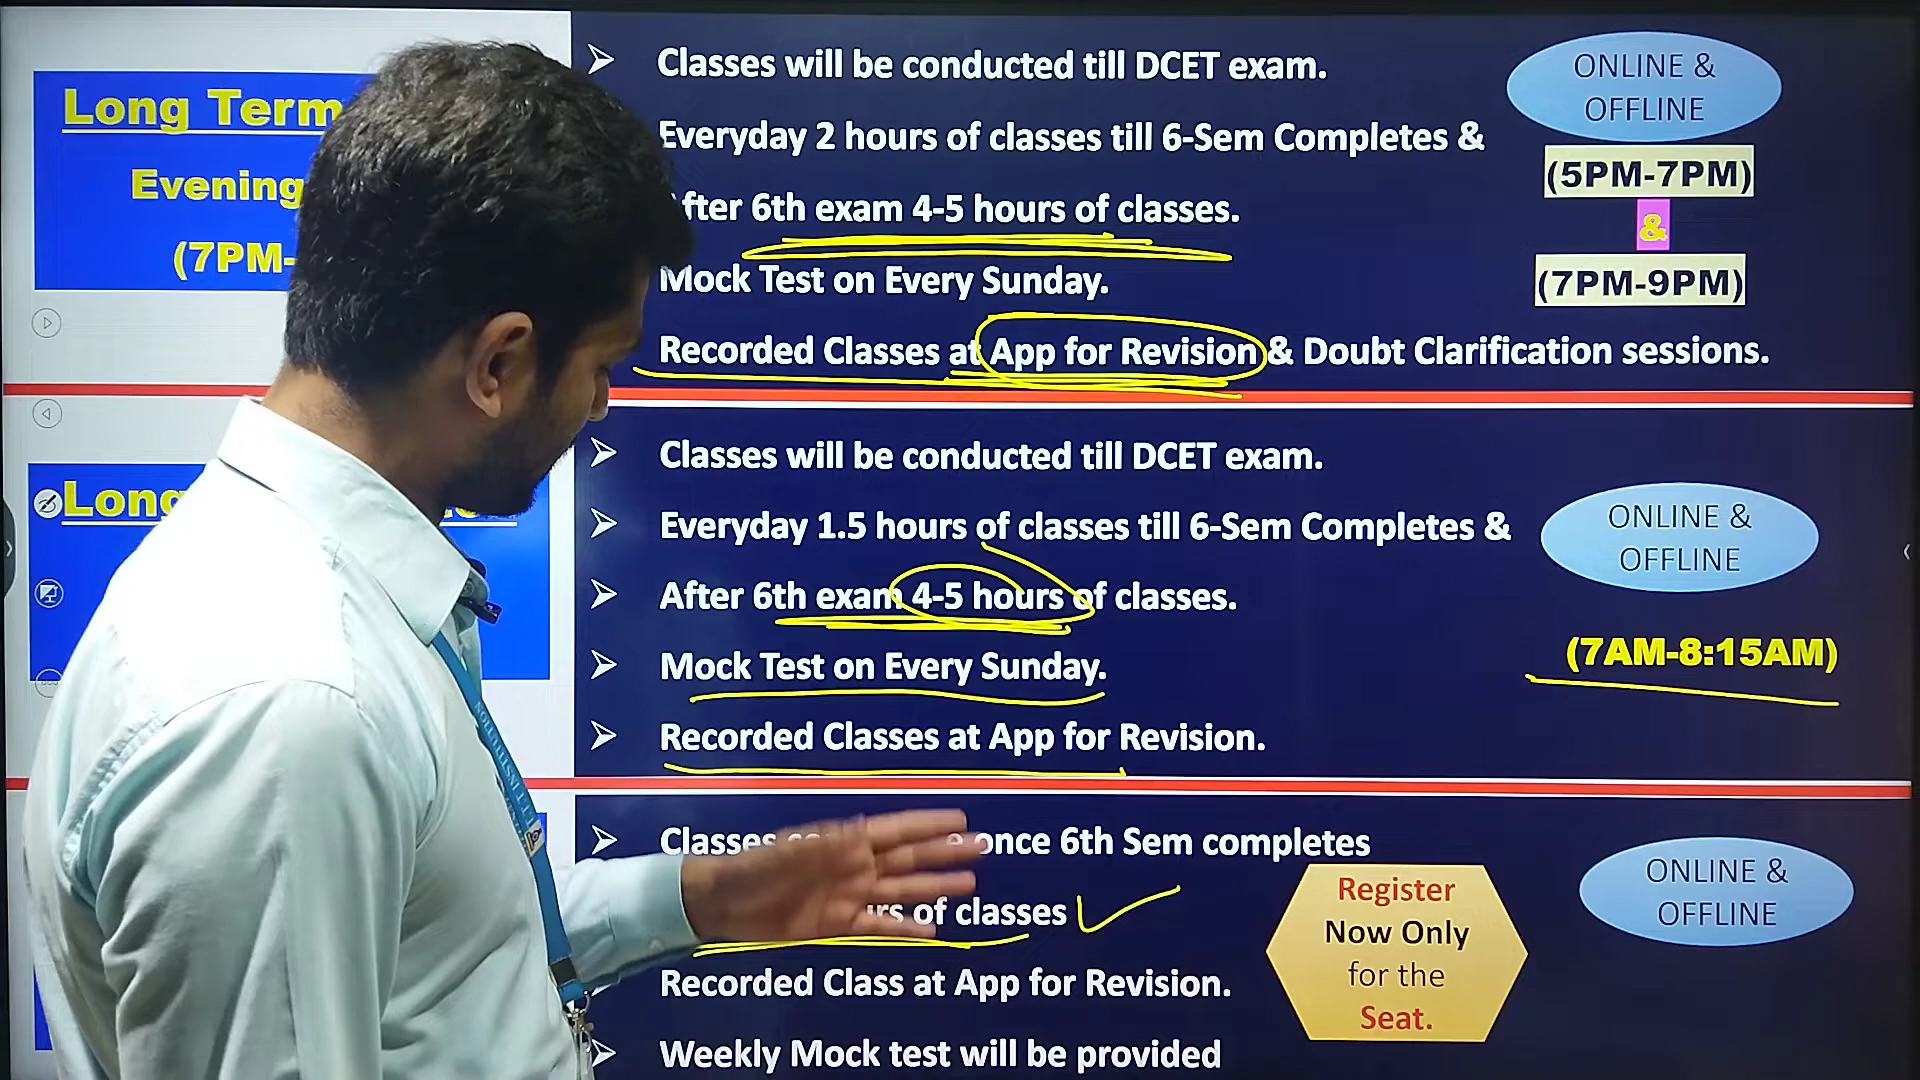 Long Term
Evening
(7PM-
Classes will be conducted till DCET exam.
Everyday 2 hours of classes till 6-Sem Completes &
After 6th exam 4-5 hours of classes.
Mock Test on Every Sunday.
Recorded Classes at App for Revision & Doubt Clarification sessions.
ONLINE &
OFFLINE
(5PM-7PM)
&
(7PM-9PM)
Long
Classes will be conducted till DCET exam.
Everyday 1.5 hours of classes till 6-Sem Completes &
After 6th exam 4-5 hours of classes.
Mock Test on Every Sunday.
Recorded Classes at App for Revision.
ONLINE &
OFFLINE
(7AM-8:15AM)
Classes once 6th Sem completes
of classes
Recorded Class at App for Revision.
Weekly Mock test will be provided
Register
Now Only
for the
Seat.
ONLINE &
OFFLINE
INSTITUTION